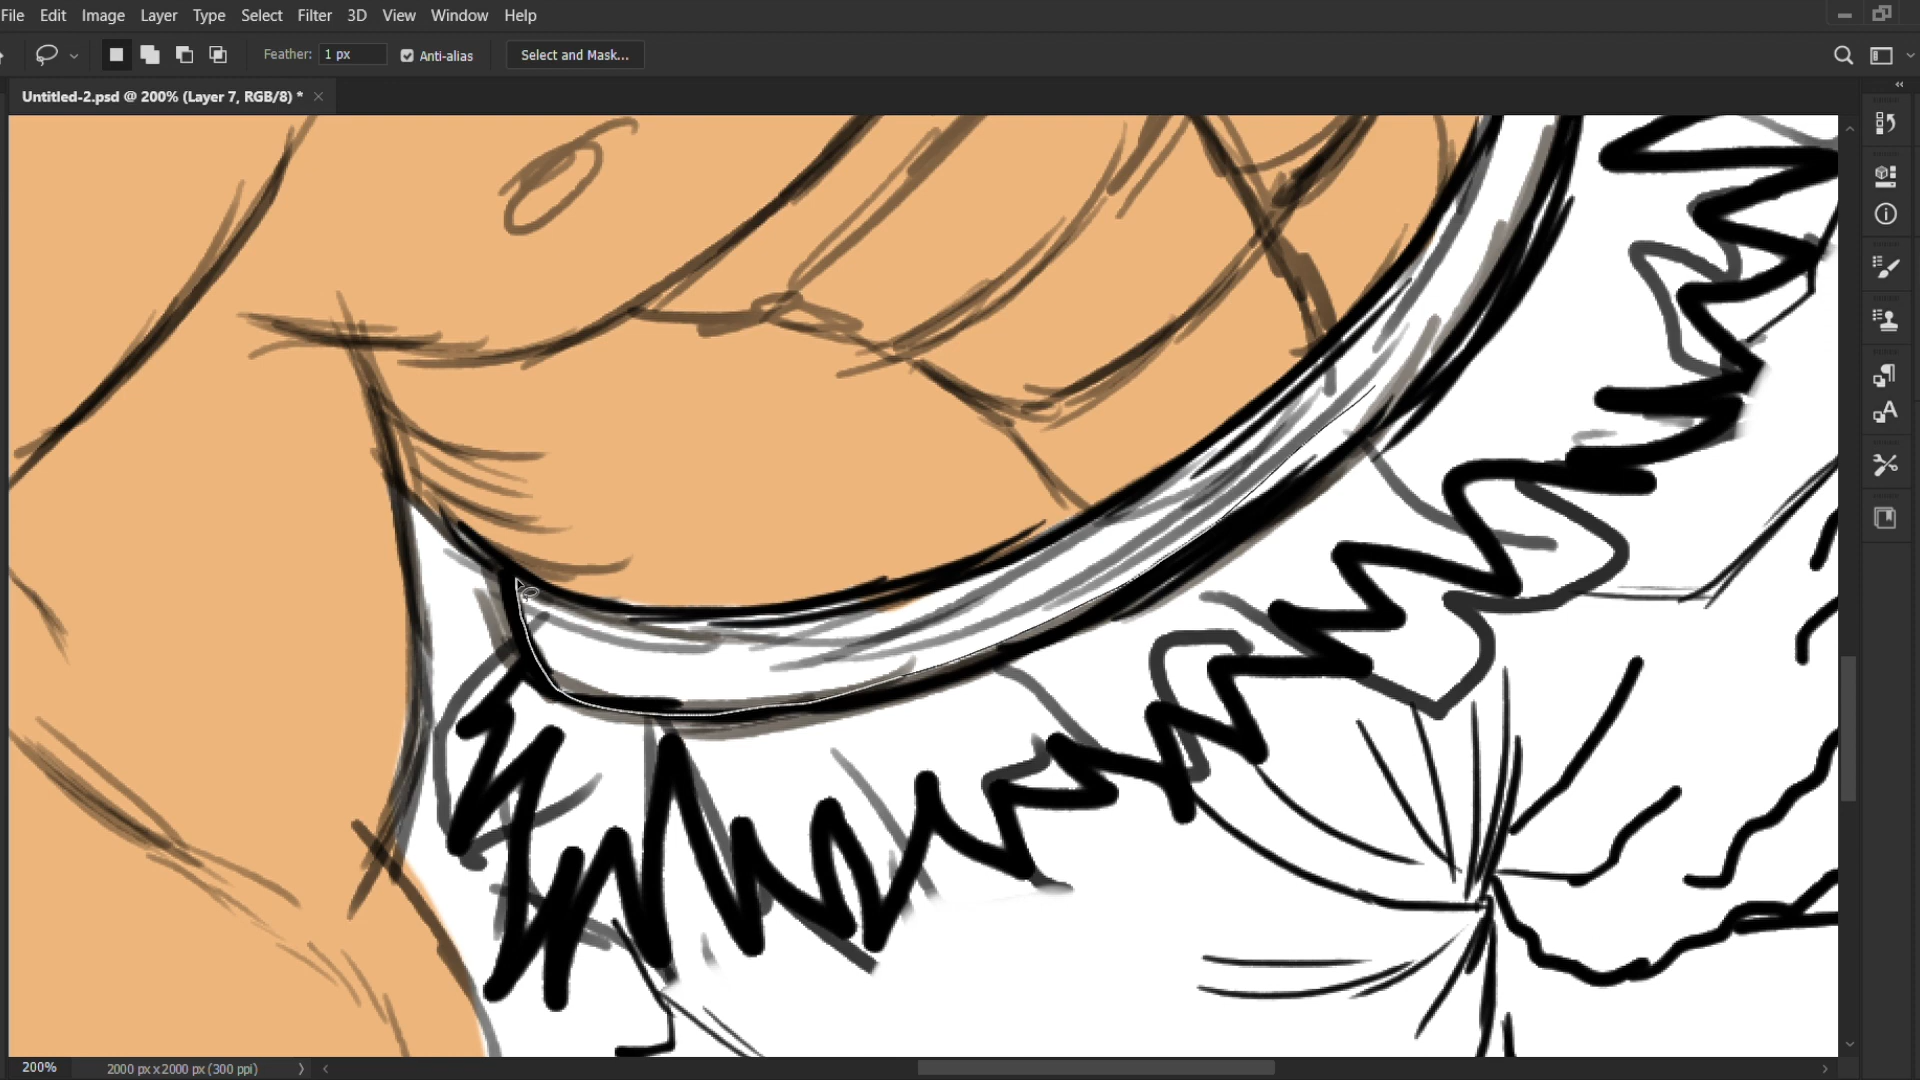 File Edit Image Layer Type Select Filter 3D View Window Help
Feather: 1 px Anti-alias Select and Mask...
Untitled-2.psd @ 200% (Layer 7, RGB/8) *
200% 2000 px x 2000 px (300 ppi)